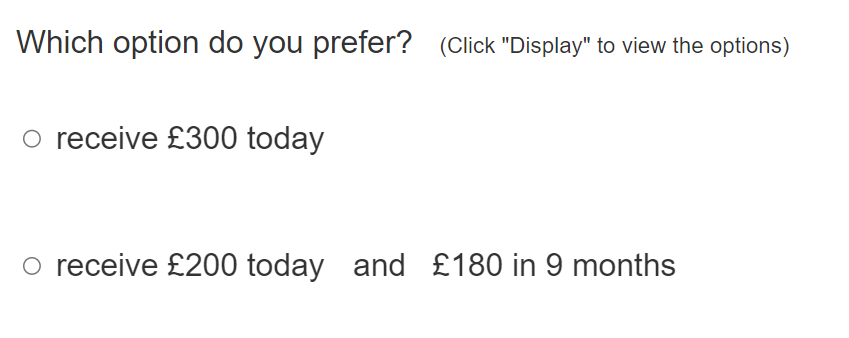 Which option do you prefer? (Click "Display" to view the options)
receive £300 today
receive £200 today and £180 in 9 months